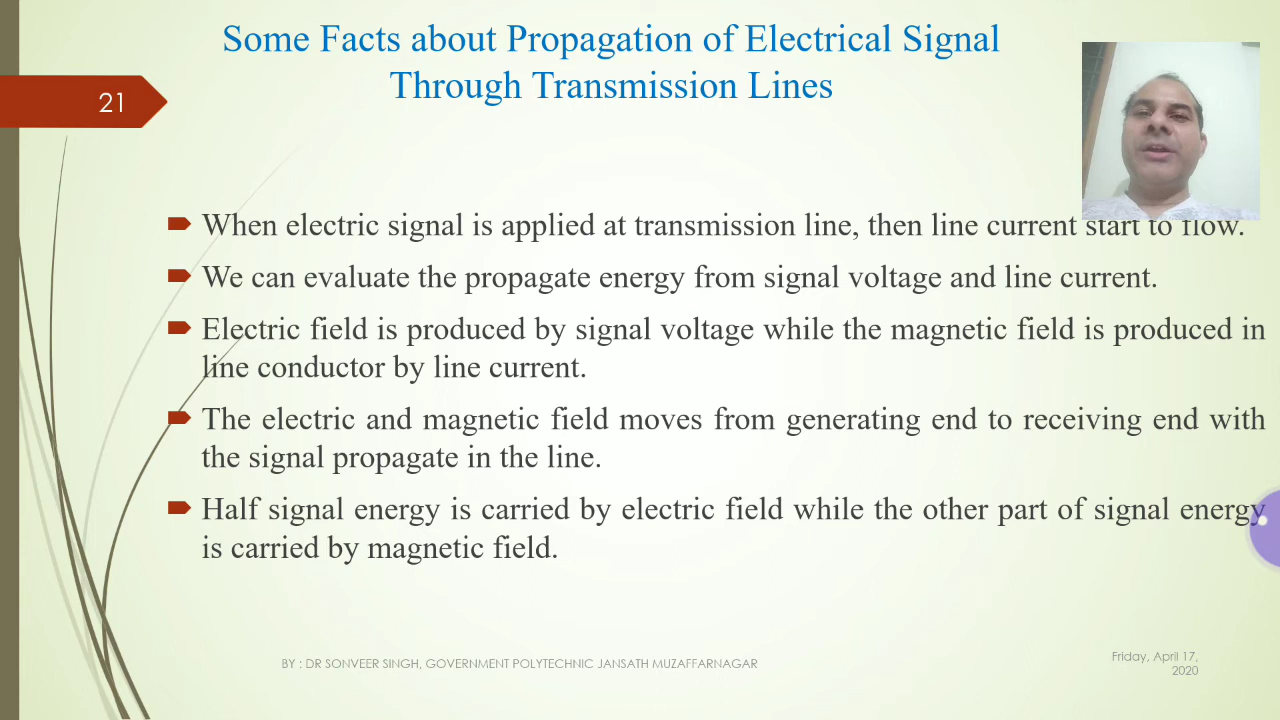 Some Facts about Propagation of Electrical Signal
Through Transmission Lines
21
When electric signal is applied at transmission line, then line current start to flow.
We can evaluate the propagate energy from signal voltage and line current.
Electric field is produced by signal voltage while the magnetic field is produced in
line conductor by line current.
The electric and magnetic field moves from generating end to receiving end with
the signal propagate in the line.
Half signal energy is carried by electric field while the other part of signal energy
is carried by magnetic field.
BY : DR SONVEER SINGH, GOVERNMENT POLYTECHNIC JANSATH MUZAFFARNAGAR
Friday, April 17,
2020